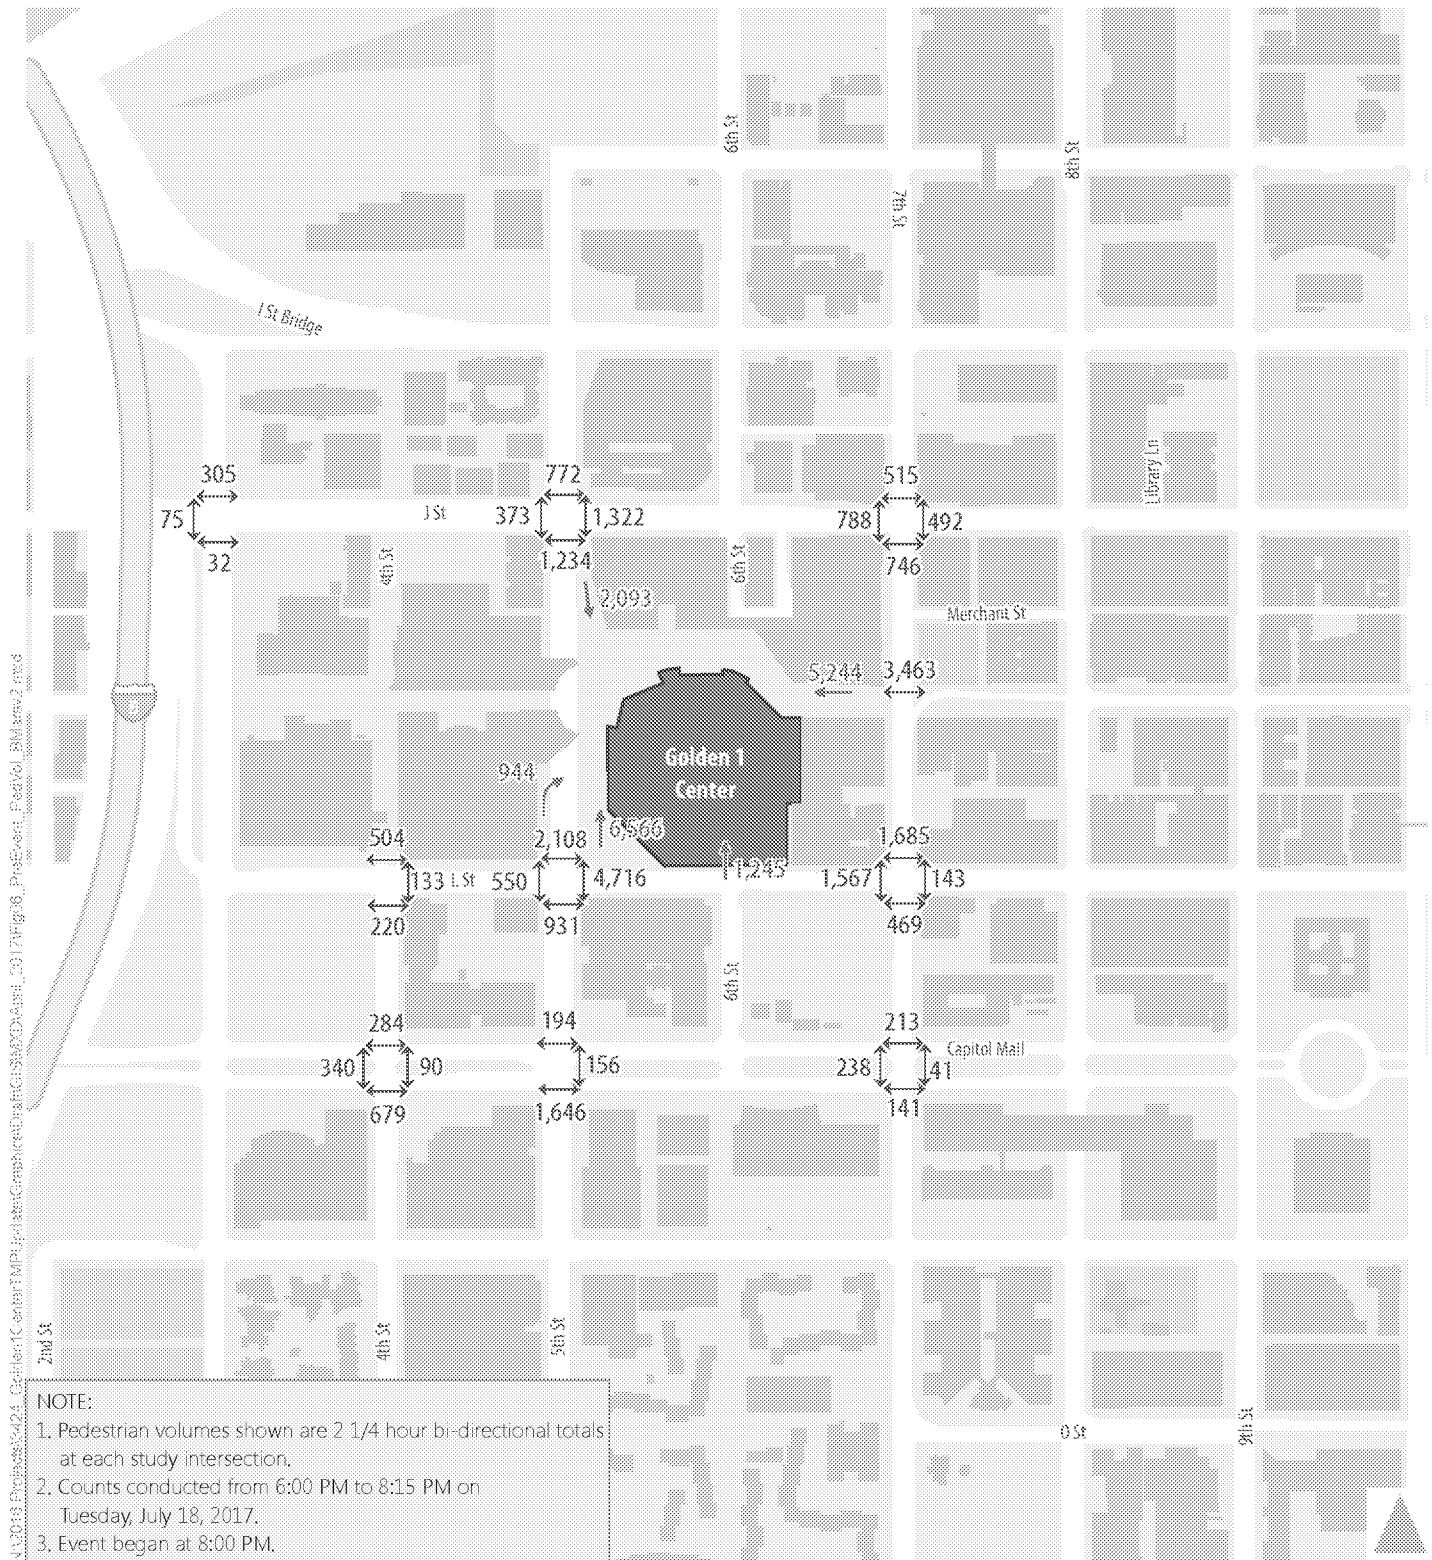 6th St
8th St
7th St
I St Bridge
Library Ln
305
772
515
75
J St
373
1,322
788
492
32
1,234
746
4th St
6th St
2,093
Merchant St
5,244
3,463
5
Golden 1
Center
944
6,566
504
2,108
1,245
1,685
133
L St
550
4,716
1,567
143
220
931
469
6th St
284
194
213
Capitol Mall
340
90
156
238
41
679
1,646
141
2nd St
4th St
5th St
O St
9th St
NOTE:
1. Pedestrian volumes shown are 2 1/4 hour bi-directional totals
at each study intersection.
2. Counts conducted from 6:00 PM to 8:15 PM on
Tuesday, July 18, 2017.
3. Event began at 8:00 PM.